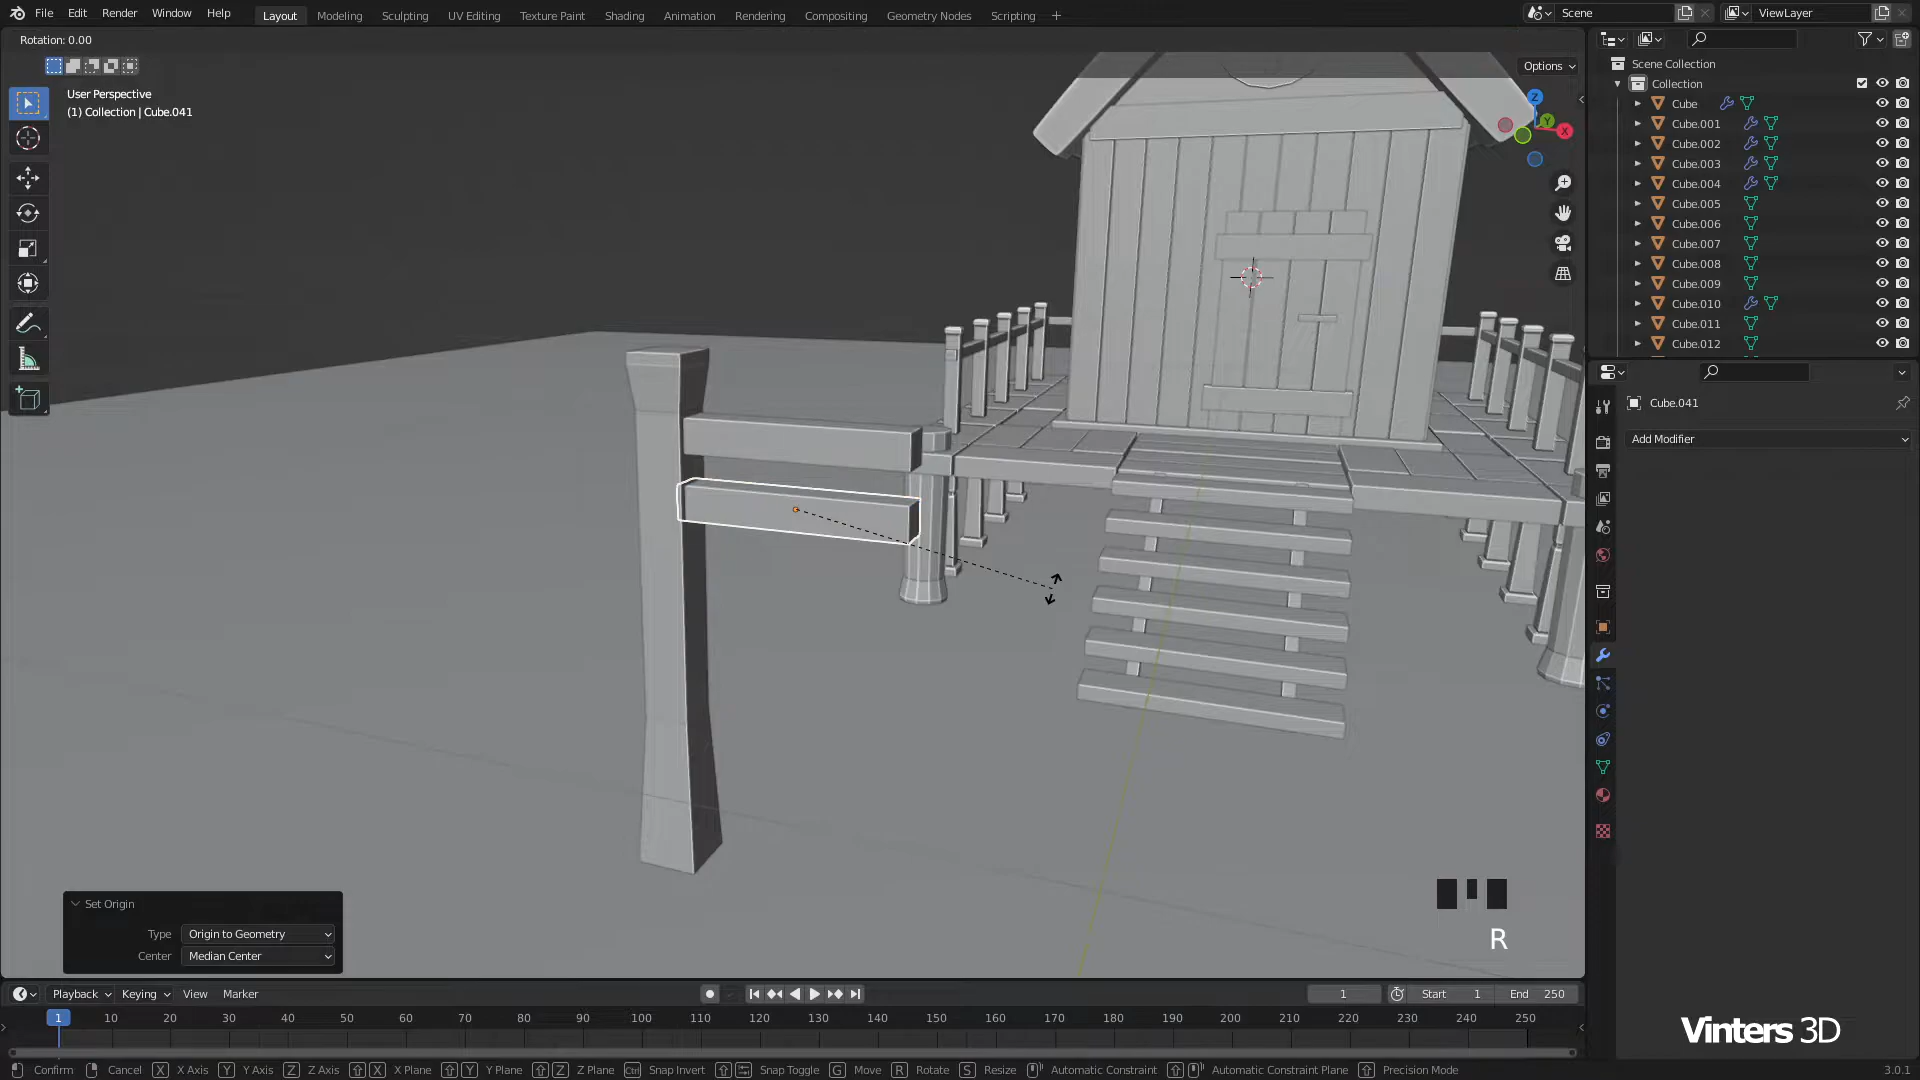 File Edit Render Window Help
Layout Modeling Sculpting UV Editing Texture Paint Shading Animation Rendering Compositing Geometry Nodes Scripting +
Scene ViewLayer
Rotation: 0.00
Options
User Perspective
(1) Collection | Cube.041
Z
Y
X
Scene Collection
Collection
Cube
Cube.001
Cube.002
Cube.003
Cube.004
Cube.005
Cube.006
Cube.007
Cube.008
Cube.009
Cube.010
Cube.011
Cube.012
Cube.041
Add Modifier
R
Set Origin
Type Origin to Geometry
Center Median Center
Playback Keying View Marker
1 Start 1 End 250
1 10 20 30 40 50 60 70 80 90 100 110 120 130 140 150 160 170 180 190 200 210 220 230 240 250
Vinters 3D
Confirm Cancel X X Axis Y Y Axis Z Z Axis X X Plane Y Y Plane Z Z Plane Ctrl Snap Invert Snap Toggle G Move R Rotate S Resize Automatic Constraint Automatic Constraint Plane Precision Mode 3.0.1